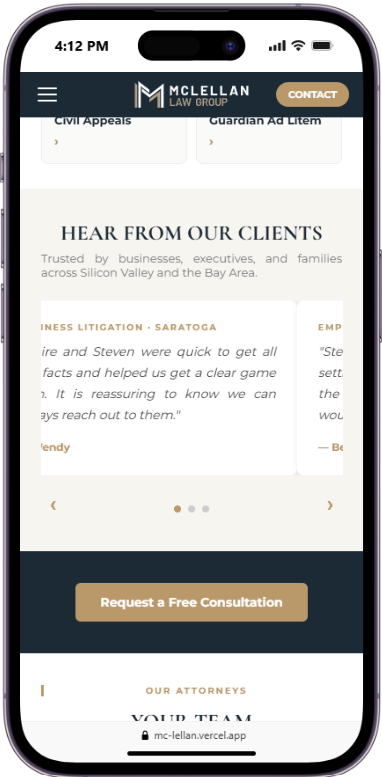 4:12 PM
MCLELLAN
LAW GROUP
CONTACT
Civil Appeals
Guardian Ad Litem
›
›
HEAR FROM OUR CLIENTS
Trusted by businesses, executives, and families
across Silicon Valley and the Bay Area.
INESS LITIGATION · SARATOGA
ire and Steven were quick to get all
facts and helped us get a clear game
. It is reassuring to know we can
ays reach out to them."
endy
EMP
"Ste
sett
the
wou
— Be
‹
›
Request a Free Consultation
OUR ATTORNEYS
YOUR TEAM
mc-lellan.vercel.app